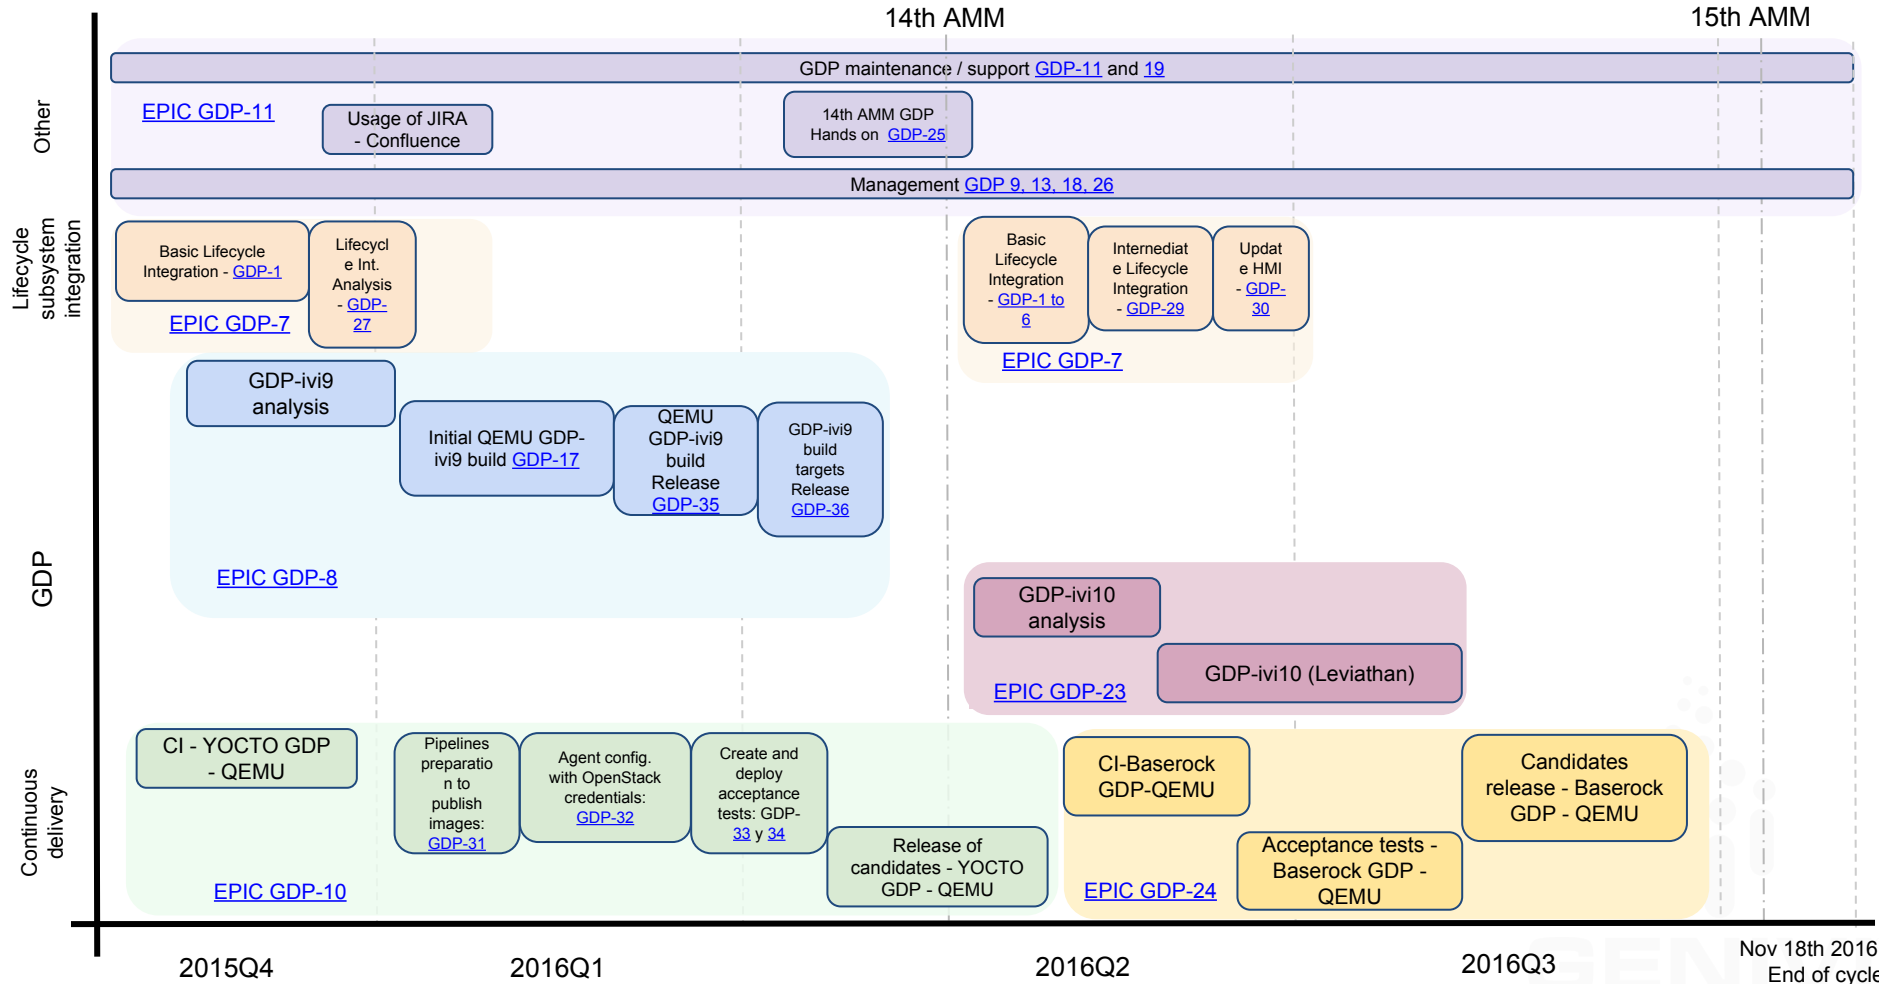 14th AMM
15th AMM
Other
GDP maintenance / support GDP-11 and 19
EPIC GDP-11
Usage of JIRA
- Confluence
14th AMM GDP
Hands on GDP-25
Management GDP 9, 13, 18, 26
Lifecycle
subsystem
integration
Basic Lifecycle
Integration - GDP-1
Lifecycl
e Int.
Analysis
- GDP-
27
EPIC GDP-7
Basic
Lifecycle
Integration
- GDP-1 to
6
Internediat
e Lifecycle
Integration
- GDP-29
Updat
e HMI
- GDP-
30
EPIC GDP-7
GDP
GDP-ivi9
analysis
Initial QEMU GDP-
ivi9 build GDP-17
QEMU
GDP-ivi9
build
Release
GDP-35
GDP-ivi9
build
targets
Release
GDP-36
EPIC GDP-8
GDP-ivi10
analysis
GDP-ivi10 (Leviathan)
EPIC GDP-23
Continuous
delivery
CI - YOCTO GDP
- QEMU
Pipelines
preparatio
n to
publish
images:
GDP-31
Agent config.
with OpenStack
credentials:
GDP-32
Create and
deploy
acceptance
tests: GDP-
33 y 34
Release of
candidates - YOCTO
GDP - QEMU
EPIC GDP-10
CI-Baserock
GDP-QEMU
Acceptance tests -
Baserock GDP -
QEMU
Candidates
release - Baserock
GDP - QEMU
EPIC GDP-24
2015Q4
2016Q1
2016Q2
2016Q3
Nov 18th 2016
End of cycle